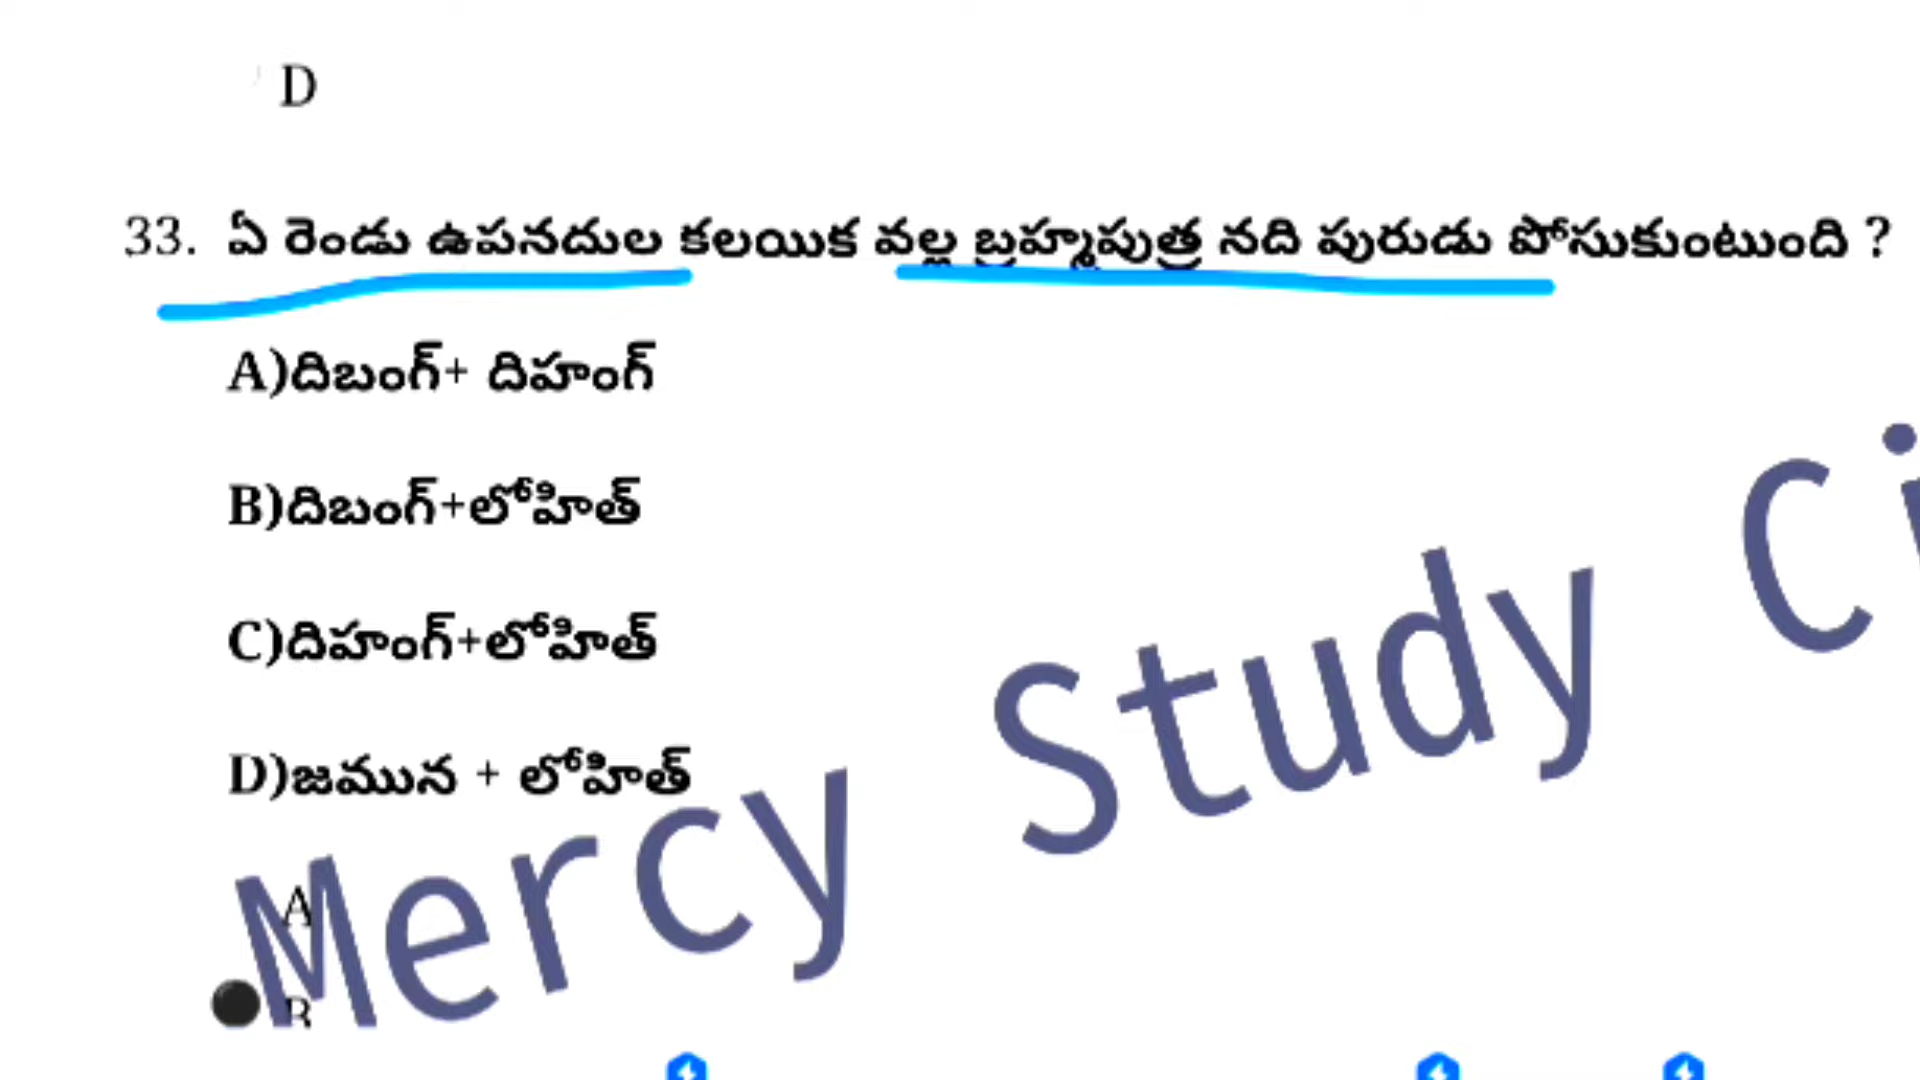 D
33. ఏ రెండు ఉపనదుల కలయిక వల్ల బ్రహ్మపుత్ర నది పురుడు పోసుకుంటుంది ?
A)దిబంగ్+ దిహంగ్
B)దిబంగ్+లోహిత్
C)దిహంగ్+లోహిత్
D)జమున + లోహిత్
Mercy Study Ci
A
B